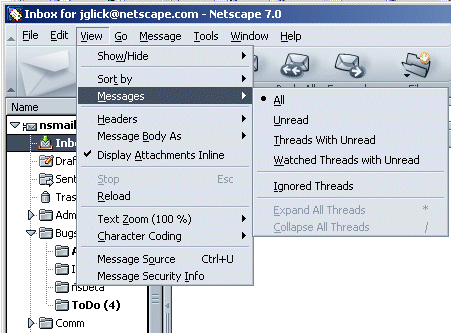 Inbox for jglick@netscape.com - Netscape 7.0
File Edit View Go Message Tools Window Help
Show/Hide
Sort by
Messages
Headers
Message Body As
Display Attachments Inline
Stop Esc
Reload
Text Zoom (100 %)
Character Coding
Message Source Ctrl+U
Message Security Info
All
Unread
Threads With Unread
Watched Threads with Unread
Ignored Threads
Expand All Threads *
Collapse All Threads /
Name
nsmail
Inbo
Draf
Sent
Tras
Adm
Bugs
nsbeta
ToDo (4)
Comm